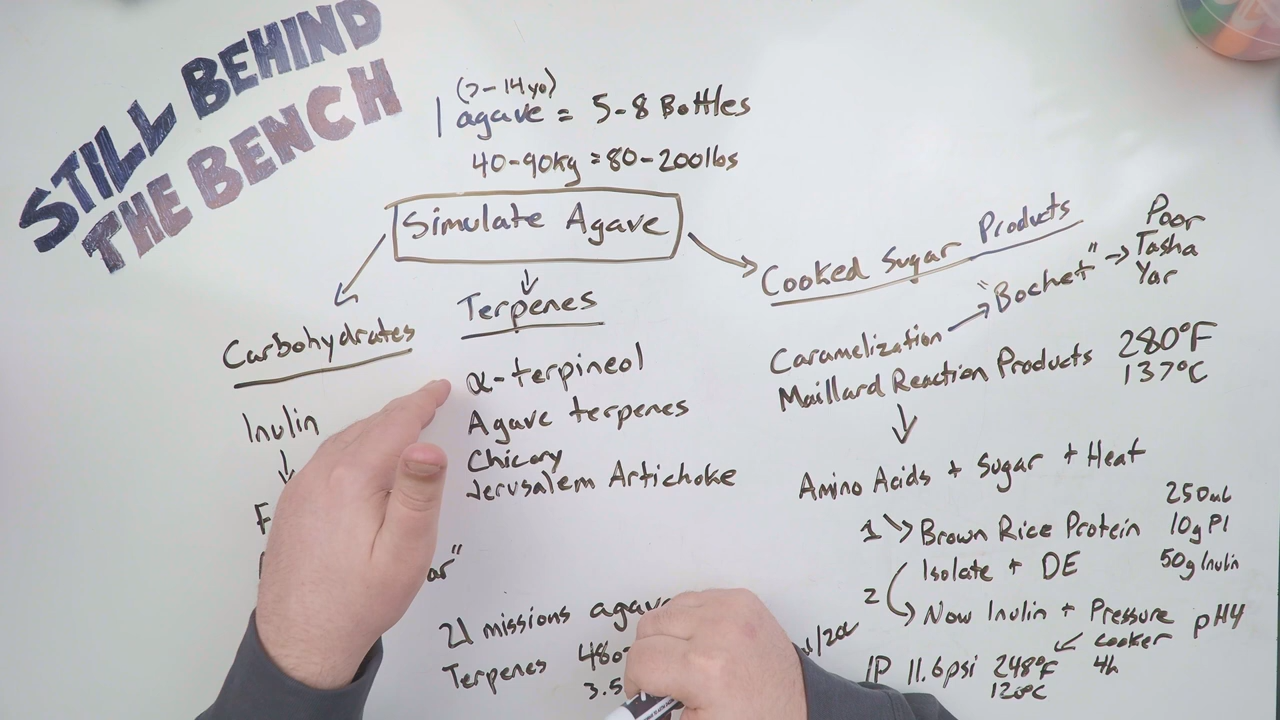 STILL BEHIND
THE BENCH
(7-14yo)
1 agave = 5-8 Bottles
40-90kg = 80-200lbs
Simulate Agave
Carbohydrates
Inulin
F
ar"
Terpenes
α-terpineol
Agave terpenes
Chicory
Jerusalem Artichoke
21 missions agave
Terpenes
3.5
Cooked Sugar Products
Caramelization
"Bochet" → Poor
Tasha
Yar
Maillard Reaction Products 280°F
137°C
Amino Acids + Sugar + Heat
1 Brown Rice Protein
Isolate + DE
250mL
10g PI
50g Inulin
2 Now Inulin + Pressure
cooker
4h
pH4
IP 11.6psi 248°F
120°C